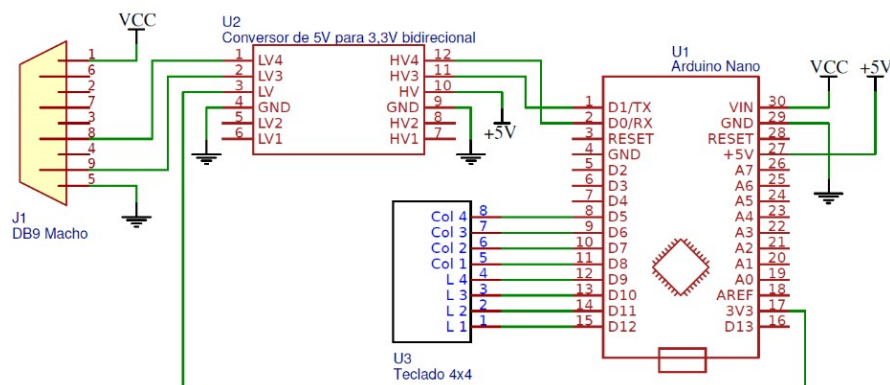 VCC
1
6
2
7
3
8
4
9
5
J1
DB9 Macho
U2
Conversor de 5V para 3,3V bidirecional
1 LV4 HV4 12
2 LV3 HV3 11
3 LV HV 10
4 GND GND 9
5 LV2 HV2 8
6 LV1 HV1 7
+5V
U1
Arduino Nano
VCC
+5V
1 D1/TX VIN 30
2 D0/RX GND 29
3 RESET RESET 28
4 GND +5V 27
5 D2 A7 26
6 D3 A6 25
7 D4 A5 24
8 D5 A4 23
9 D6 A3 22
10 D7 A2 21
11 D8 A1 20
12 D9 A0 19
13 D10 AREF 18
14 D11 3V3 17
15 D12 D13 16
Col 4 8
Col 3 7
Col 2 6
Col 1 5
L 4 4
L 3 3
L 2 2
L 1 1
U3
Teclado 4x4